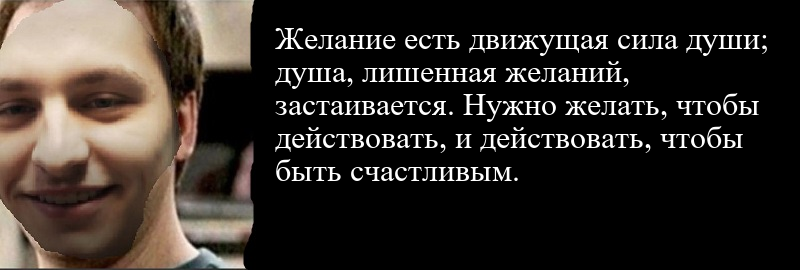 Желание есть движущая сила души;
душа, лишенная желаний,
застаивается. Нужно желать, чтобы
действовать, и действовать, чтобы
быть счастливым.